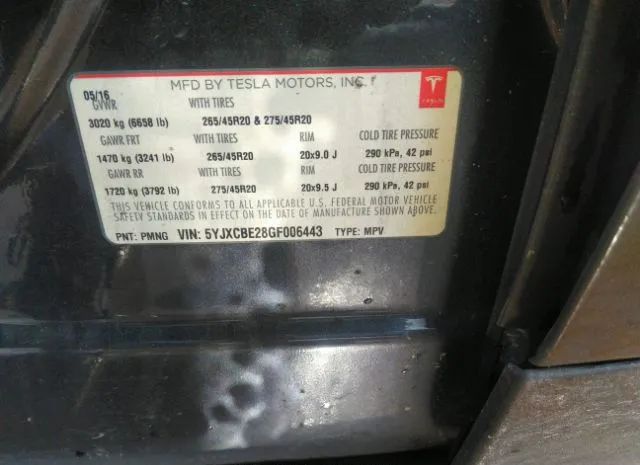 MFD BY TESLA MOTORS, INC.
TESLA
05/16
GVWR WITH TIRES
3020 kg (6658 lb) 265/45R20 & 275/45R20
GAWR FRT WITH TIRES RIM COLD TIRE PRESSURE
1470 kg (3241 lb) 265/45R20 20x9.0 J 290 kPa, 42 psi
GAWR RR WITH TIRES RIM COLD TIRE PRESSURE
1720 kg (3792 lb) 275/45R20 20x9.5 J 290 kPa, 42 psi
THIS VEHICLE CONFORMS TO ALL APPLICABLE U.S. FEDERAL MOTOR VEHICLE
SAFETY STANDARDS IN EFFECT ON THE DATE OF MANUFACTURE SHOWN ABOVE.
PNT: PMNG VIN: 5YJXCBE28GF006443 TYPE: MPV